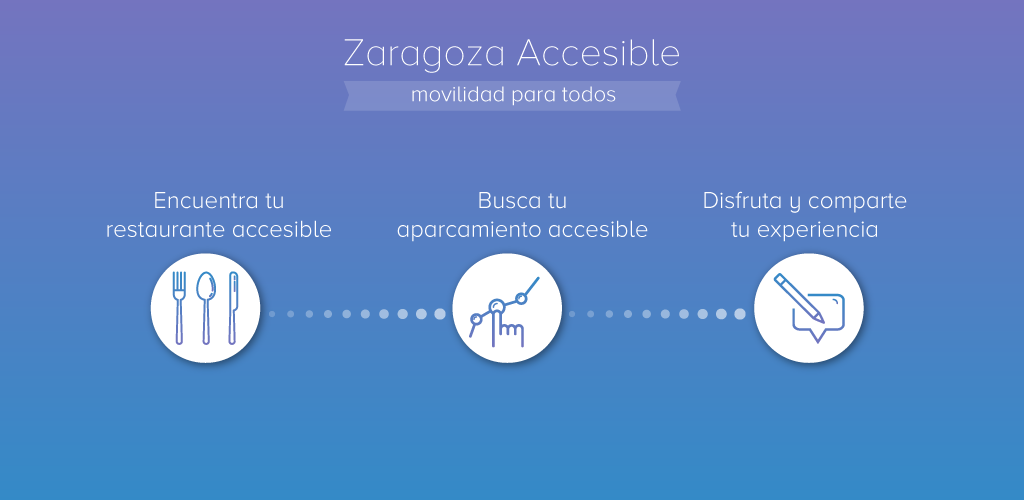 Zaragoza Accesible
movilidad para todos
Encuentra tu
restaurante accesible
Busca tu
aparcamiento accesible
Disfruta y comparte
tu experiencia